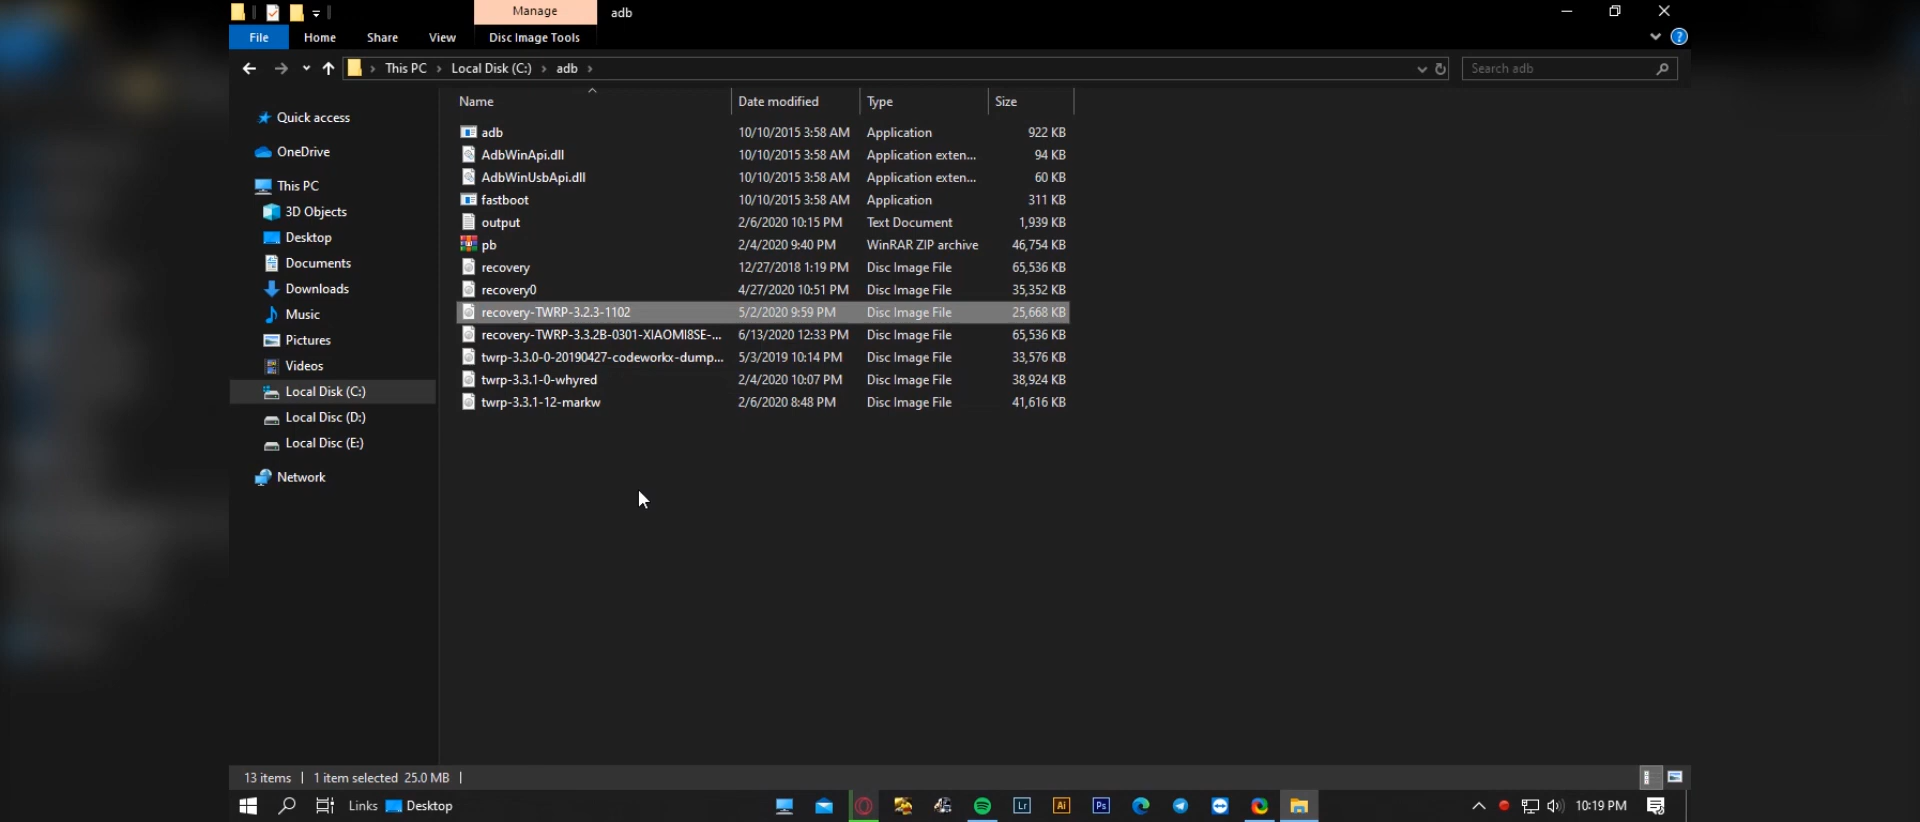 Manage adb
File Home Share View Disc Image Tools
This PC Local Disk (C:) adb Search adb
Name Date modified Type Size
Quick access
OneDrive
This PC
3D Objects
Desktop
Documents
Downloads
Music
Pictures
Videos
Local Disk (C:)
Local Disc (D:)
Local Disc (E:)
Network
adb 10/10/2015 3:58 AM Application 922 KB
AdbWinApi.dll 10/10/2015 3:58 AM Application exten... 94 KB
AdbWinUsbApi.dll 10/10/2015 3:58 AM Application exten... 60 KB
fastboot 10/10/2015 3:58 AM Application 311 KB
output 2/6/2020 10:15 PM Text Document 1,939 KB
pb 2/4/2020 9:40 PM WinRAR ZIP archive 46,754 KB
recovery 12/27/2018 1:19 PM Disc Image File 65,536 KB
recovery0 4/27/2020 10:51 PM Disc Image File 35,352 KB
recovery-TWRP-3.2.3-1102 5/2/2020 9:59 PM Disc Image File 25,668 KB
recovery-TWRP-3.3.2B-0301-XIAOMI8SE-... 6/13/2020 12:33 PM Disc Image File 65,536 KB
twrp-3.3.0-0-20190427-codeworkx-dump... 5/3/2019 10:14 PM Disc Image File 33,576 KB
twrp-3.3.1-0-whyred 2/4/2020 10:07 PM Disc Image File 38,924 KB
twrp-3.3.1-12-markw 2/6/2020 8:48 PM Disc Image File 41,616 KB
13 items 1 item selected 25.0 MB
Links Desktop Lr Ai Ps 10:19 PM